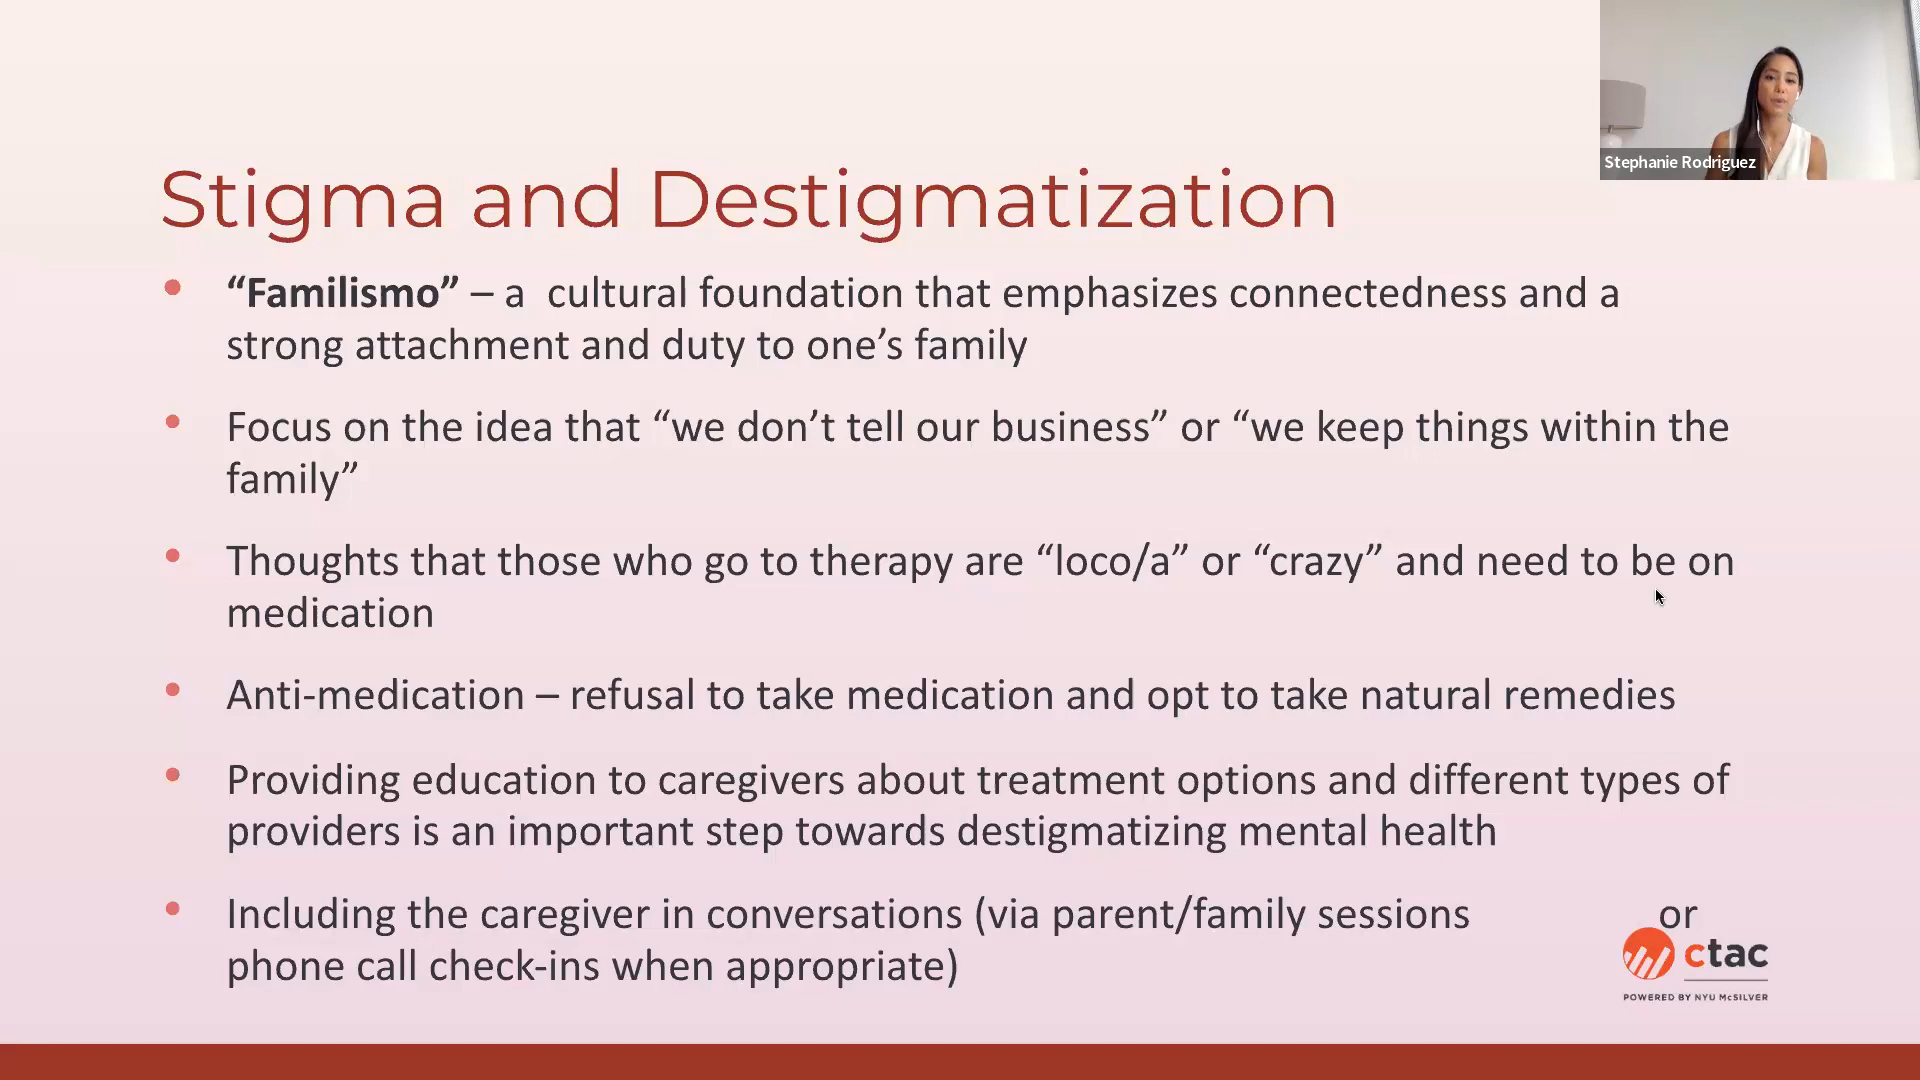 Stephanie Rodriguez
Stigma and Destigmatization
• “Familismo” – a  cultural foundation that emphasizes connectedness and a
strong attachment and duty to one’s family
• Focus on the idea that “we don’t tell our business” or “we keep things within the
family”
• Thoughts that those who go to therapy are “loco/a” or “crazy” and need to be on
medication
• Anti-medication – refusal to take medication and opt to take natural remedies
• Providing education to caregivers about treatment options and different types of
providers is an important step towards destigmatizing mental health
• Including the caregiver in conversations (via parent/family sessions or
phone call check-ins when appropriate)
ctac
POWERED BY NYU McSILVER